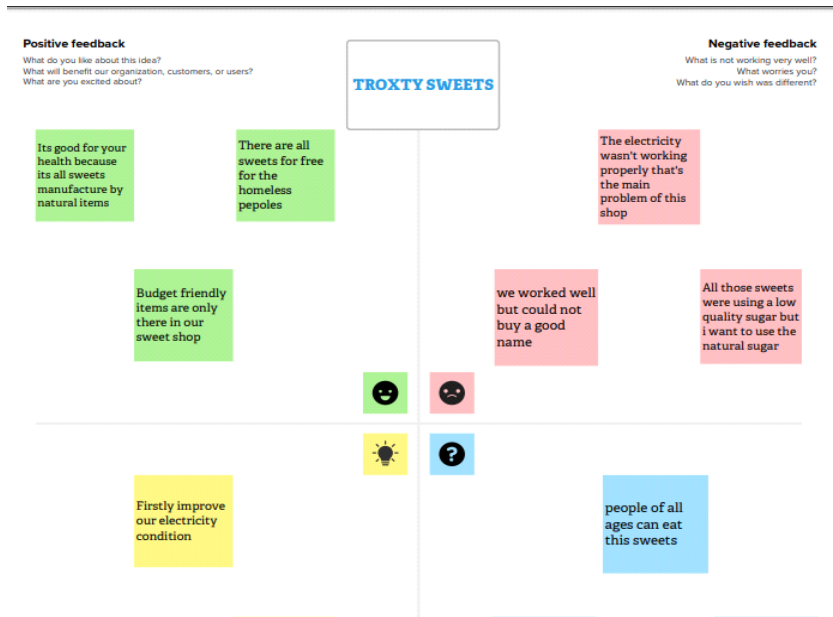 Positive feedback
What do you like about this idea?
What will benefit our organization, customers, or users?
What are you excited about?
TROXTY SWEETS
Negative feedback
What is not working very well?
What worries you?
What do you wish was different?
Its good for your
health because
its all sweets
manufacture by
natural items
There are all
sweets for free
for the
homeless
pepoles
The electricity
wasn't working
properly that's
the main
problem of this
shop
Budget friendly
items are only
there in our
sweet shop
we worked well
but could not
buy a good
name
All those sweets
were using a low
quality sugar but
i want to use the
natural sugar
?
Firstly improve
our electricity
condition
people of all
ages can eat
this sweets